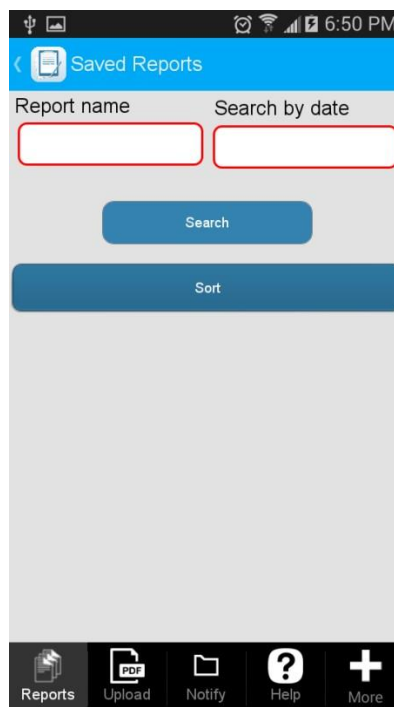 6:50 PM
Saved Reports
Report name Search by date
Search
Sort
PDF
Reports Upload Notify Help More